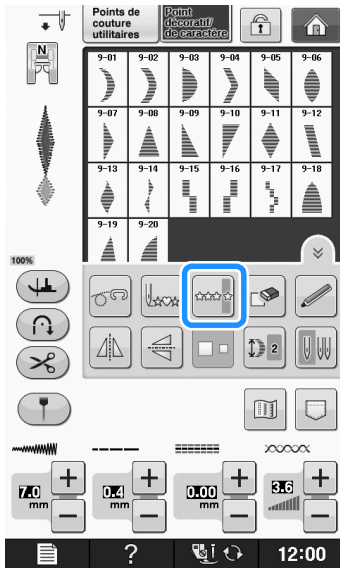 Points de
couture
utilitaires
Point
décoratif/
de caractère
N
9-01 9-02 9-03 9-04 9-05 9-06
9-07 9-08 9-09 9-10 9-11 9-12
9-13 9-14 9-15 9-16 9-17 9-18
9-19 9-20
100%
2
7.0 mm + −
0.4 mm + −
0.00 mm + −
3.6 + −
? 12:00